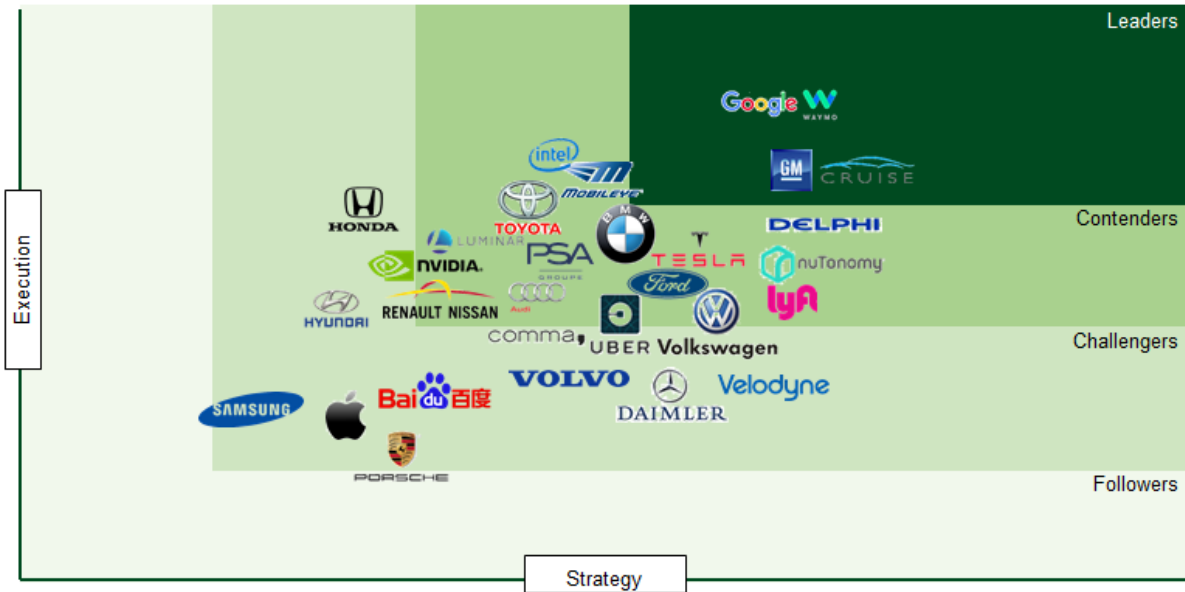 Leaders
Google
WAYMO
intel
GM
CRUISE
MOBILEYE
HONDA
TOYOTA
BMW
Contenders
DELPHI
LUMINAR
PSA
GROUPE
TESLA
nuTonomy
NVIDIA
Ford
Lyft
HYUNDAI
RENAULT NISSAN
Audi
Execution
comma
UBER
Volkswagen
Challengers
VOLVO
Velodyne
SAMSUNG
Baidu百度
DAIMLER
PORSCHE
Followers
Strategy